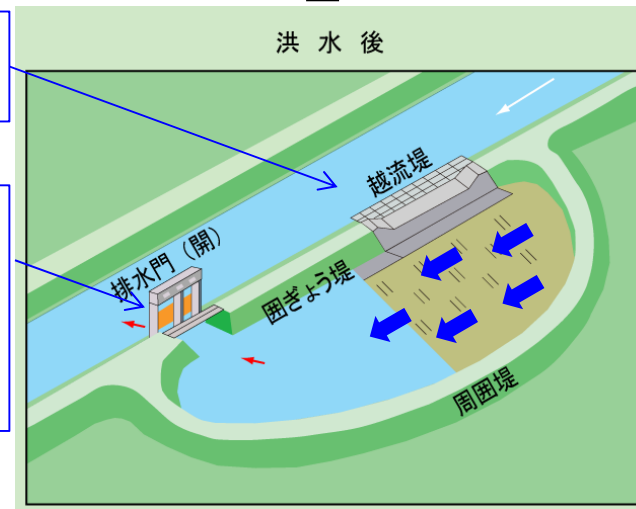 洪水後
越流堤
排水門（開）
囲ぎょう堤
周囲堤